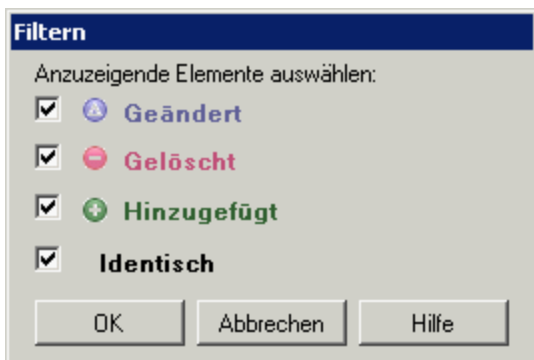 Filtern
Anzuzeigende Elemente auswählen:
Geändert
Gelöscht
Hinzugefügt
Identisch
OK Abbrechen Hilfe